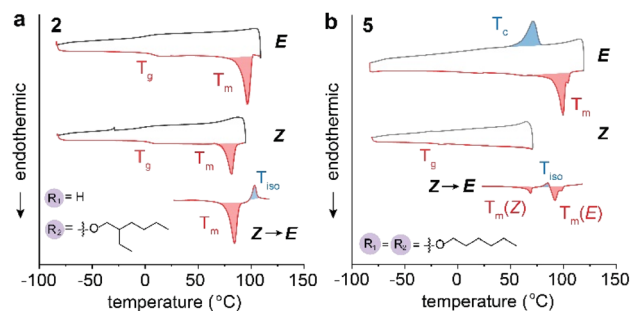 a
2
E
Tg
Tm
Z
Tg
Tm
Tiso
R1 = H
Tm
Z → E
R2 =
O
endothermic
-100 -50 0 50 100 150
temperature (°C)
b
5
Tc
E
Tm
Z
Tg
Z → E
Tiso
Tm(Z)
Tm(E)
R1 = R2 =
O
endothermic
-100 -50 0 50 100 150
temperature (°C)